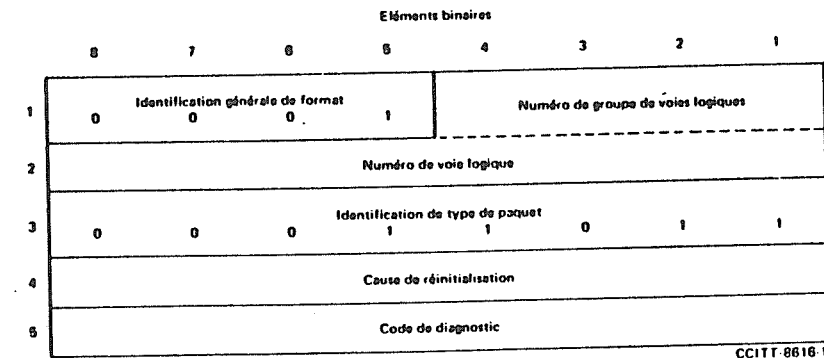 Eléments binaires
8 7 6 5 4 3 2 1
1 Identification générale de format Numéro de groupe de voies logiques
0 0 0 1
2 Numéro de voie logique
3 Identification de type de paquet
0 0 0 1 1 0 1 1
4 Cause de réinitialisation
5 Code de diagnostic
CCITT-8616·1